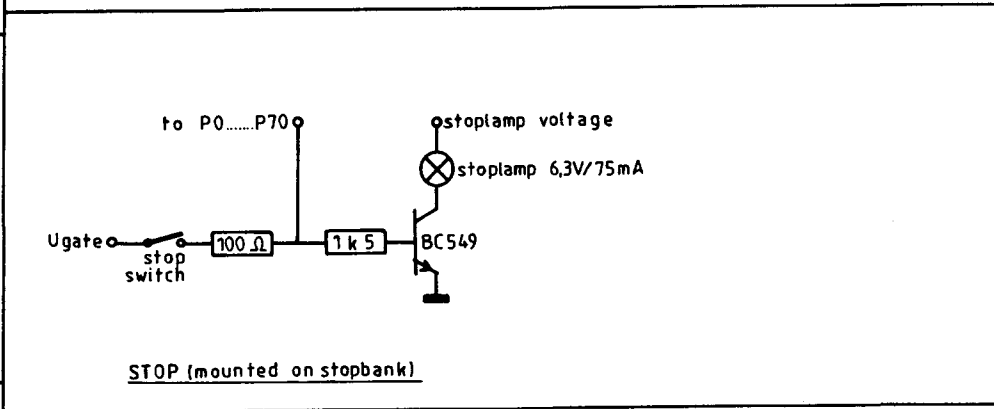 to P0.......P70
stoplamp voltage
stoplamp 6,3V/75mA
Ugate
100 Ω
1k5
BC549
stop
switch
STOP (mounted on stopbank)